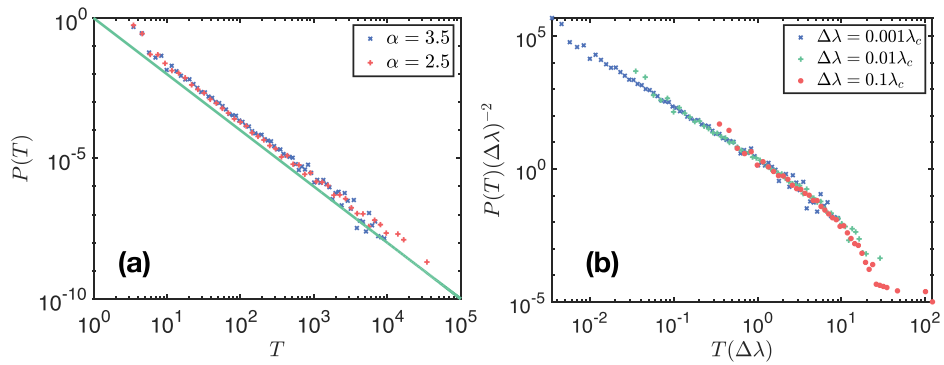 10^0
10^-5
10^-10
P(T)
α = 3.5
α = 2.5
(a)
10^0 10^1 10^2 10^3 10^4 10^5
T
10^5
10^0
10^-5
P(T)(Δλ)^-2
Δλ = 0.001λ_c
Δλ = 0.01λ_c
Δλ = 0.1λ_c
(b)
10^-2 10^-1 10^0 10^1 10^2
T(Δλ)